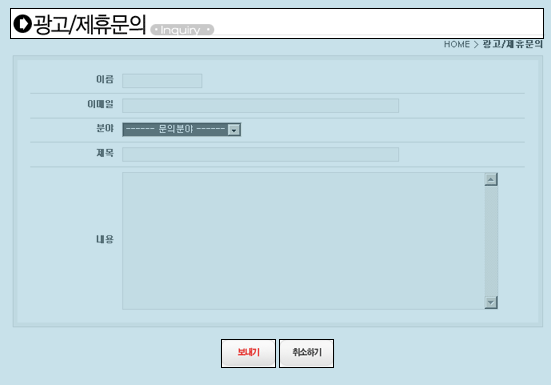 광고/제휴문의 Inquiry
HOME > 광고/제휴문의
이름
이메일
분야 ------ 문의분야 ------
제목
내용
보내기 취소하기